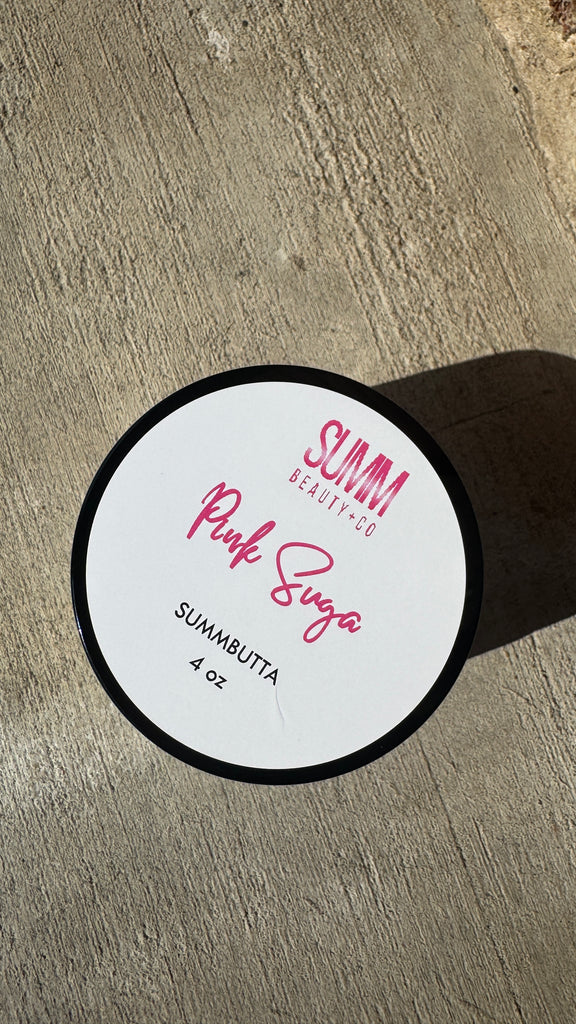 SUMM
BEAUTY+CO
Pink Suga
SUMMBUTTA
4 oz